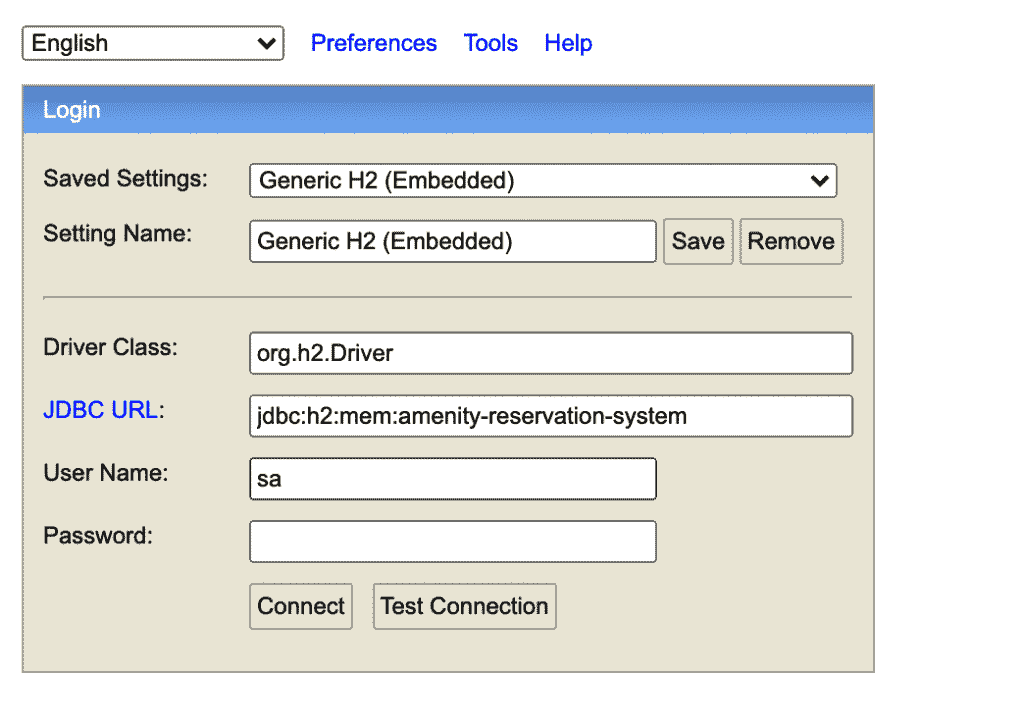 English Preferences Tools Help
Login
Saved Settings: Generic H2 (Embedded)
Setting Name: Generic H2 (Embedded) Save Remove
Driver Class: org.h2.Driver
JDBC URL: jdbc:h2:mem:amenity-reservation-system
User Name: sa
Password:
Connect Test Connection